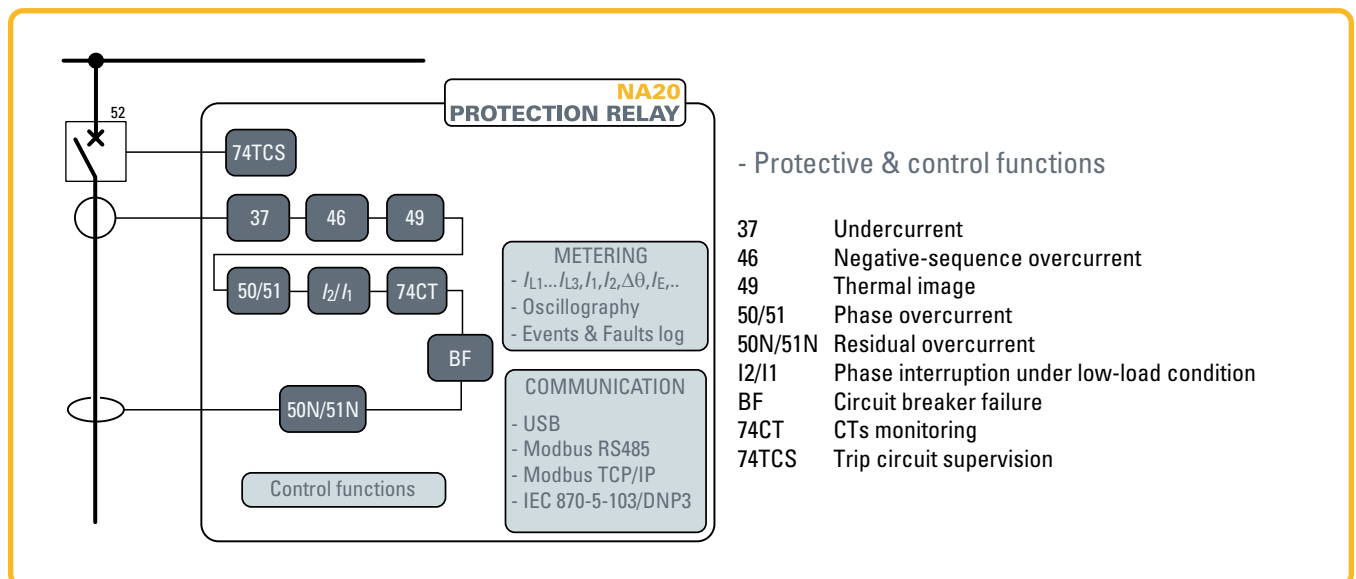 NA20
PROTECTION RELAY
52
74TCS
37 46 49
50/51 I2/I1 74CT
BF
50N/51N
Control functions
METERING
- IL1...IL3,I1,I2,Δθ,IE,..
- Oscillography
- Events & Faults log
COMMUNICATION
- USB
- Modbus RS485
- Modbus TCP/IP
- IEC 870-5-103/DNP3
- Protective & control functions
37 Undercurrent
46 Negative-sequence overcurrent
49 Thermal image
50/51 Phase overcurrent
50N/51N Residual overcurrent
I2/I1 Phase interruption under low-load condition
BF Circuit breaker failure
74CT CTs monitoring
74TCS Trip circuit supervision